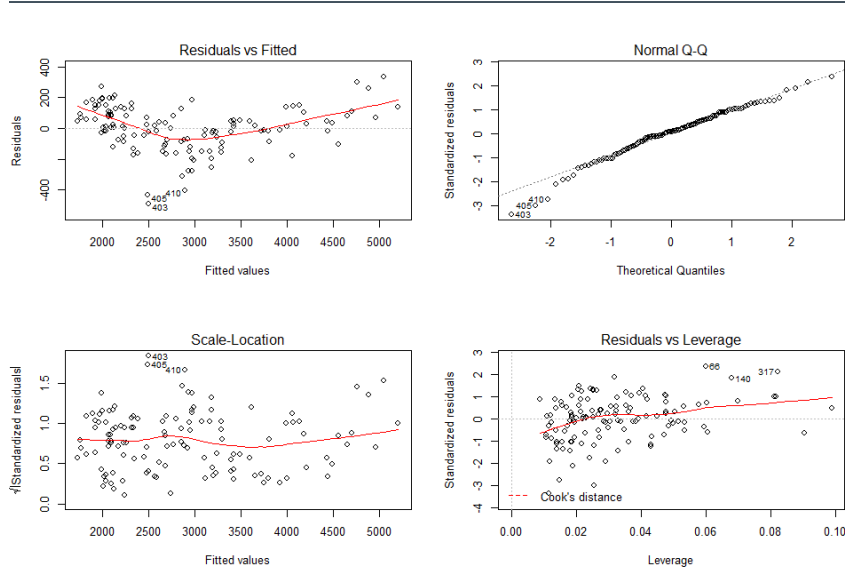 Residuals vs Fitted
Residuals
400
200
0
-400
410
405
403
2000 2500 3000 3500 4000 4500 5000
Fitted values
Normal Q-Q
Standardized residuals
3
2
1
0
-1
-2
-3
410
405
403
-2 -1 0 1 2
Theoretical Quantiles
Scale-Location
√|Standardized residuals|
1.5
1.0
0.5
0.0
403
405
410
2000 2500 3000 3500 4000 4500 5000
Fitted values
Residuals vs Leverage
Standardized residuals
3
2
1
0
-1
-2
-3
-4
66
140
317
Cook's distance
0.00 0.02 0.04 0.06 0.08 0.10
Leverage